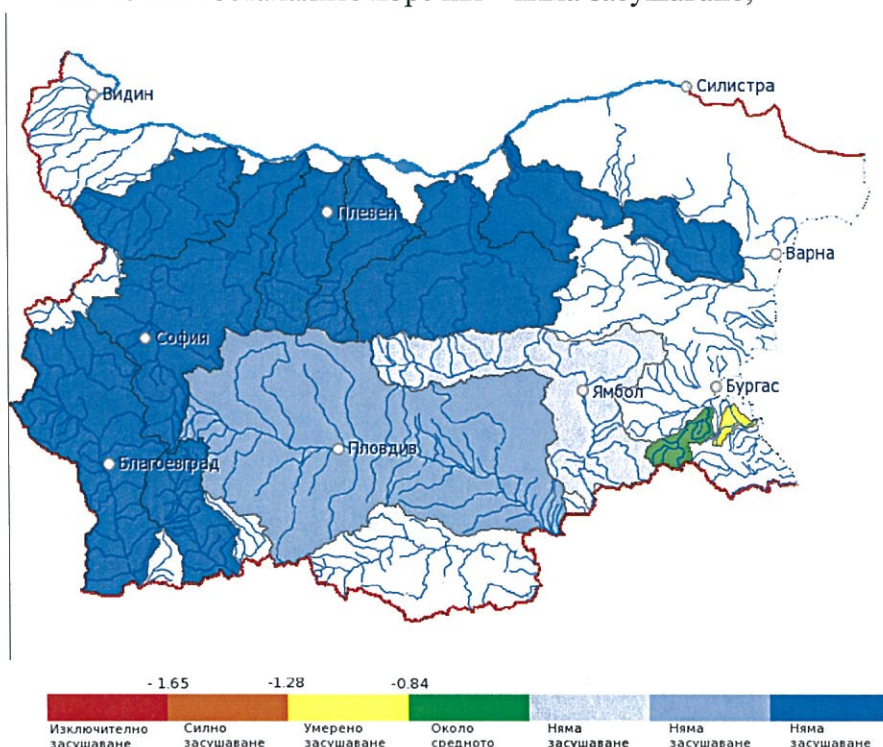 Видин
Силистра
Плевен
Варна
София
Ямбол
Бургас
Пловдив
Благоевград
- 1.65 -1.28 -0.84
Изключително засушаване
Силно засушаване
Умерено засушаване
Около средното
Няма засушаване
Няма засушаване
Няма засушаване